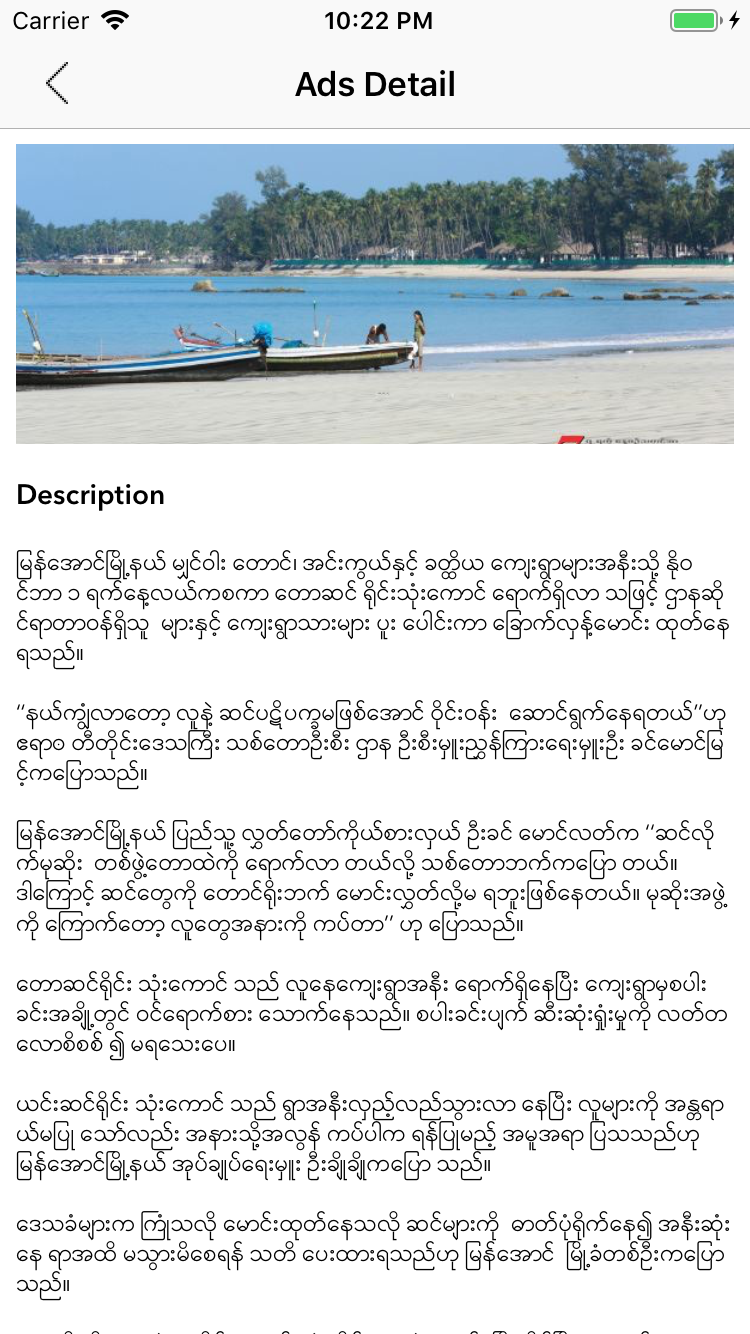 Carrier 10:22 PM
Ads Detail
Description
မြန်အောင်မြို့နယ် မျှင်ဝါး တောင်၊ အင်းကွယ်နှင့် ခတ္ထိယ ကျေးရွာများအနီးသို့ နိုဝ
င်ဘာ ၁ ရက်နေ့လယ်ကစကာ တောဆင် ရိုင်းသုံးကောင် ရောက်ရှိလာ သဖြင့် ဌာနဆို
င်ရာတာဝန်ရှိသူ  များနှင့် ကျေးရွာသားများ ပူး ပေါင်းကာ ခြောက်လှန့်မောင်း ထုတ်နေ
ရသည်။
“နယ်ကျွံလာတော့ လူနဲ့ ဆင်ပဋိပက္ခမဖြစ်အောင် ဝိုင်းဝန်း  ဆောင်ရွက်နေရတယ်”ဟု
ဧရာဝ တီတိုင်းဒေသကြီး သစ်တောဦးစီး ဌာန ဦးစီးမှူးညွှန်ကြားရေးမှူးဦး ခင်မောင်မြ
င့်ကပြောသည်။
မြန်အောင်မြို့နယ် ပြည်သူ့ လွှတ်တော်ကိုယ်စားလှယ် ဦးခင် မောင်လတ်က “ဆင်လို
က်မုဆိုး  တစ်ဖွဲ့တောထဲကို ရောက်လာ တယ်လို့ သစ်တောဘက်ကပြော တယ်။
ဒါကြောင့် ဆင်တွေကို တောင်ရိုးဘက် မောင်းလွှတ်လို့မ ရဘူးဖြစ်နေတယ်။ မုဆိုးအဖွဲ့
ကို ကြောက်တော့ လူတွေအနားကို ကပ်တာ” ဟု ပြောသည်။
တောဆင်ရိုင်း သုံးကောင် သည် လူနေကျေးရွာအနီး ရောက်ရှိနေပြီး ကျေးရွာမှစပါး
ခင်းအချို့တွင် ဝင်ရောက်စား သောက်နေသည်။ စပါးခင်းပျက် ဆီးဆုံးရှုံးမှုကို လတ်တ
လောစိစစ် ၍ မရသေးပေ။
ယင်းဆင်ရိုင်း သုံးကောင် သည် ရွာအနီးလှည့်လည်သွားလာ နေပြီး လူများကို အန္တရာ
ယ်မပြု သော်လည်း အနားသို့အလွန် ကပ်ပါက ရန်ပြုမည့် အမူအရာ ပြသသည်ဟု
မြန်အောင်မြို့နယ် အုပ်ချုပ်ရေးမှူး ဦးချိုချိုကပြော သည်။
ဒေသခံများက ကြုံသလို မောင်းထုတ်နေသလို ဆင်များကို  ဓာတ်ပုံရိုက်နေ၍ အနီးဆုံး
နေ ရာအထိ မသွားမိစေရန် သတိ ပေးထားရသည်ဟု မြန်အောင်  မြို့ခံတစ်ဦးကပြော
သည်။